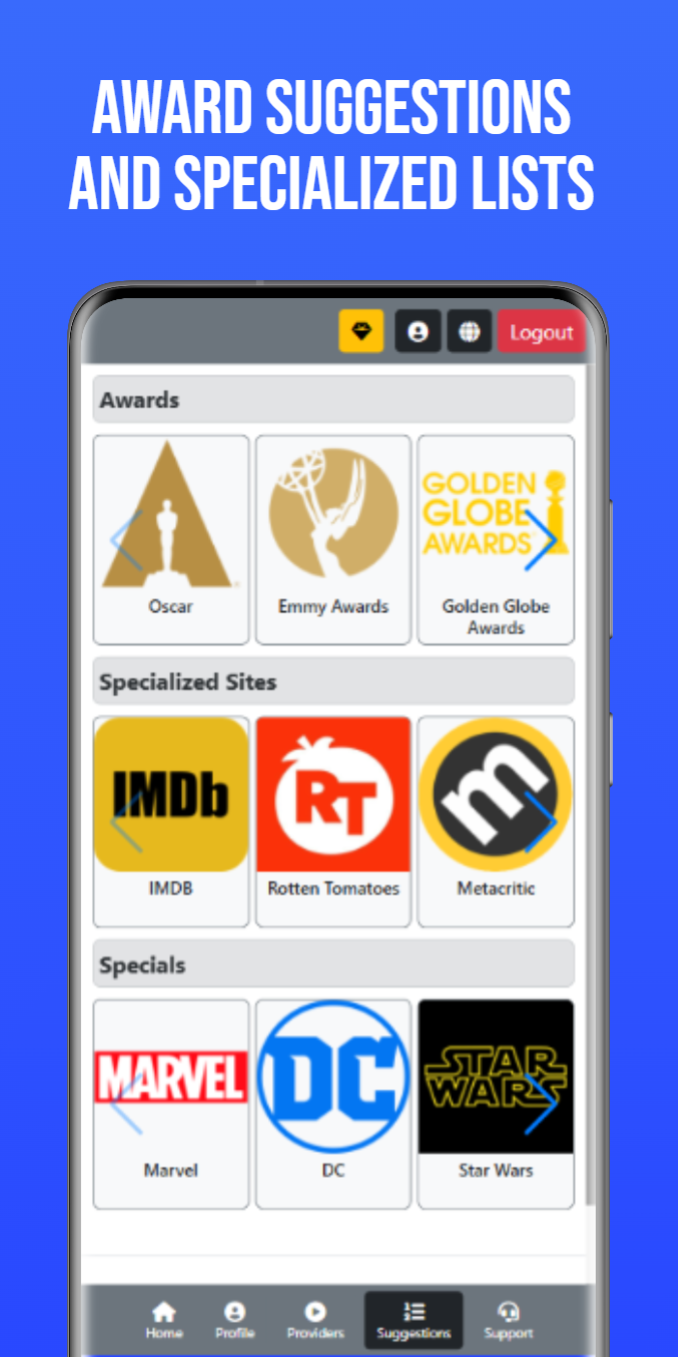 AWARD SUGGESTIONS
AND SPECIALIZED LISTS
Logout
Awards
GOLDEN
GLOBE
AWARDS
Oscar
Emmy Awards
Golden Globe
Awards
Specialized Sites
IMDb
RT
m
IMDB
Rotten Tomatoes
Metacritic
Specials
MARVEL
DC
STAR
WARS
Marvel
DC
Star Wars
Home
Profile
Providers
Suggestions
Support